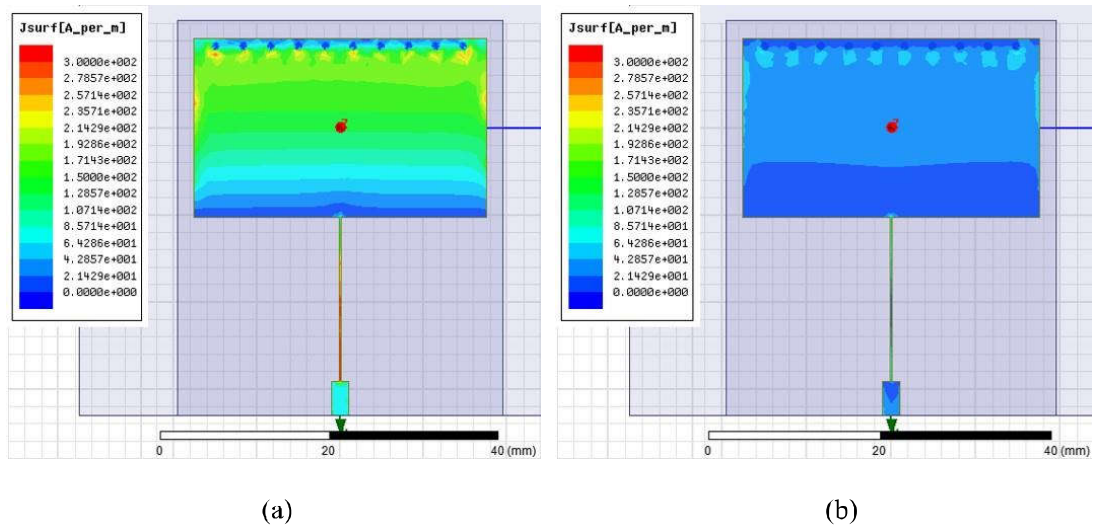 Jsurf[A_per_m]
3.0000e+002
2.7857e+002
2.5714e+002
2.3571e+002
2.1429e+002
1.9286e+002
1.7143e+002
1.5000e+002
1.2857e+002
1.0714e+002
8.5714e+001
6.4286e+001
4.2857e+001
2.1429e+001
0.0000e+000
0 20 40 (mm)
(a)
Jsurf[A_per_m]
3.0000e+002
2.7857e+002
2.5714e+002
2.3571e+002
2.1429e+002
1.9286e+002
1.7143e+002
1.5000e+002
1.2857e+002
1.0714e+002
8.5714e+001
6.4286e+001
4.2857e+001
2.1429e+001
0.0000e+000
0 20 40 (mm)
(b)